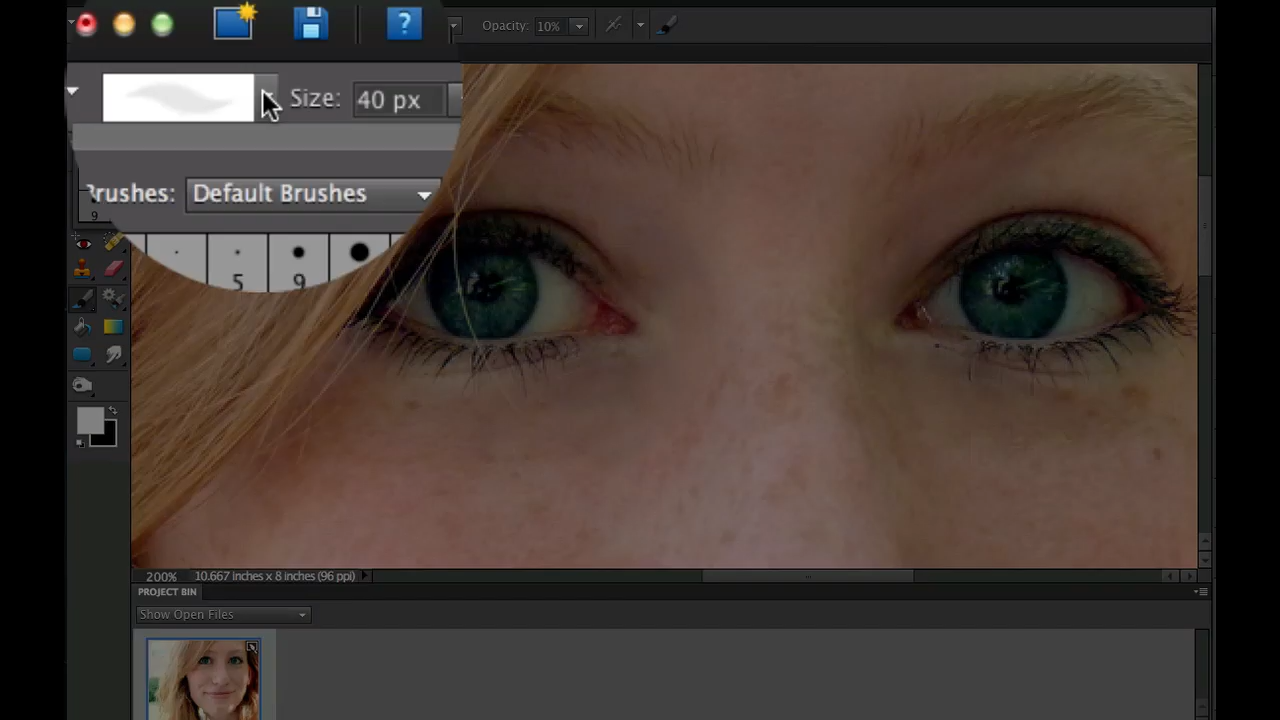 ?
Opacity: 10%
Size: 40 px
Brushes: Default Brushes
9
5 9
200% 10.667 inches x 8 inches (96 ppi)
PROJECT BIN
Show Open Files